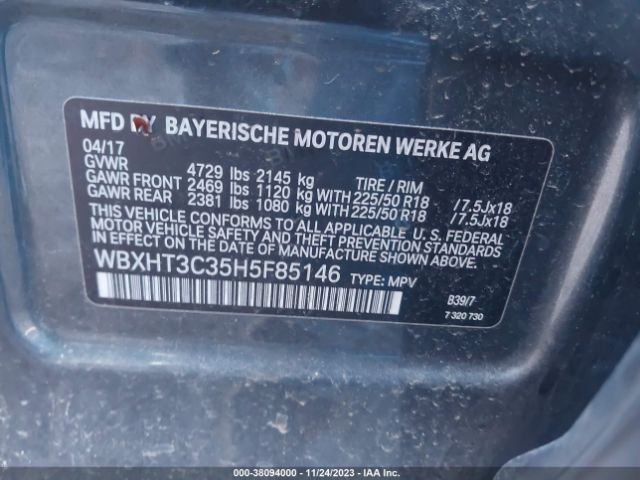 MFD BY BAYERISCHE MOTOREN WERKE AG
04/17
GVWR 4729 lbs 2145 kg TIRE / RIM
GAWR FRONT 2469 lbs 1120 kg WITH 225/50 R18 /7.5Jx18
GAWR REAR 2381 lbs 1080 kg WITH 225/50 R18 /7.5Jx18
THIS VEHICLE CONFORMS TO ALL APPLICABLE U. S. FEDERAL
MOTOR VEHICLE SAFETY, BUMPER, AND THEFT PREVENTION
STANDARDS IN EFFECT ON THE
DATE OF MANUFACTURE SHOWN ABOVE.
WBXHT3C35H5F85146 TYPE: MPV
B39/7
7 320 730
000-38094000 - 11/24/2023 - IAA Inc.